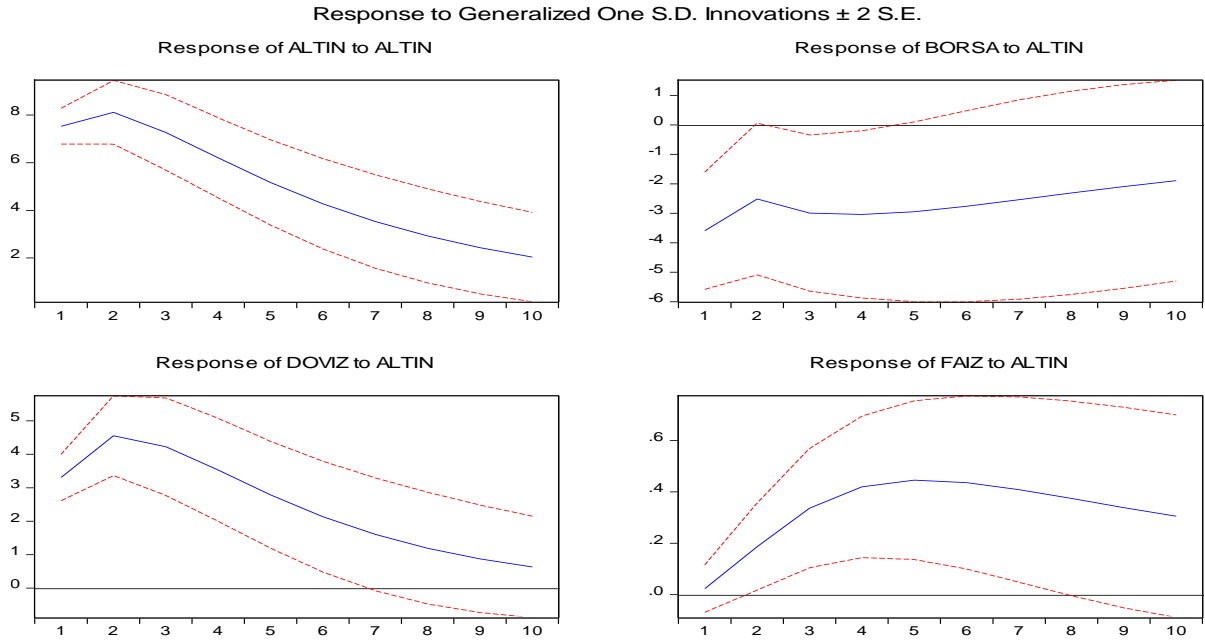 Response to Generalized One S.D. Innovations ± 2 S.E.
Response of ALTIN to ALTIN
8
6
4
2
1 2 3 4 5 6 7 8 9 10
Response of BORSA to ALTIN
1
0
-1
-2
-3
-4
-5
-6
1 2 3 4 5 6 7 8 9 10
Response of DOVIZ to ALTIN
5
4
3
2
1
0
1 2 3 4 5 6 7 8 9 10
Response of FAIZ to ALTIN
.6
.4
.2
.0
1 2 3 4 5 6 7 8 9 10